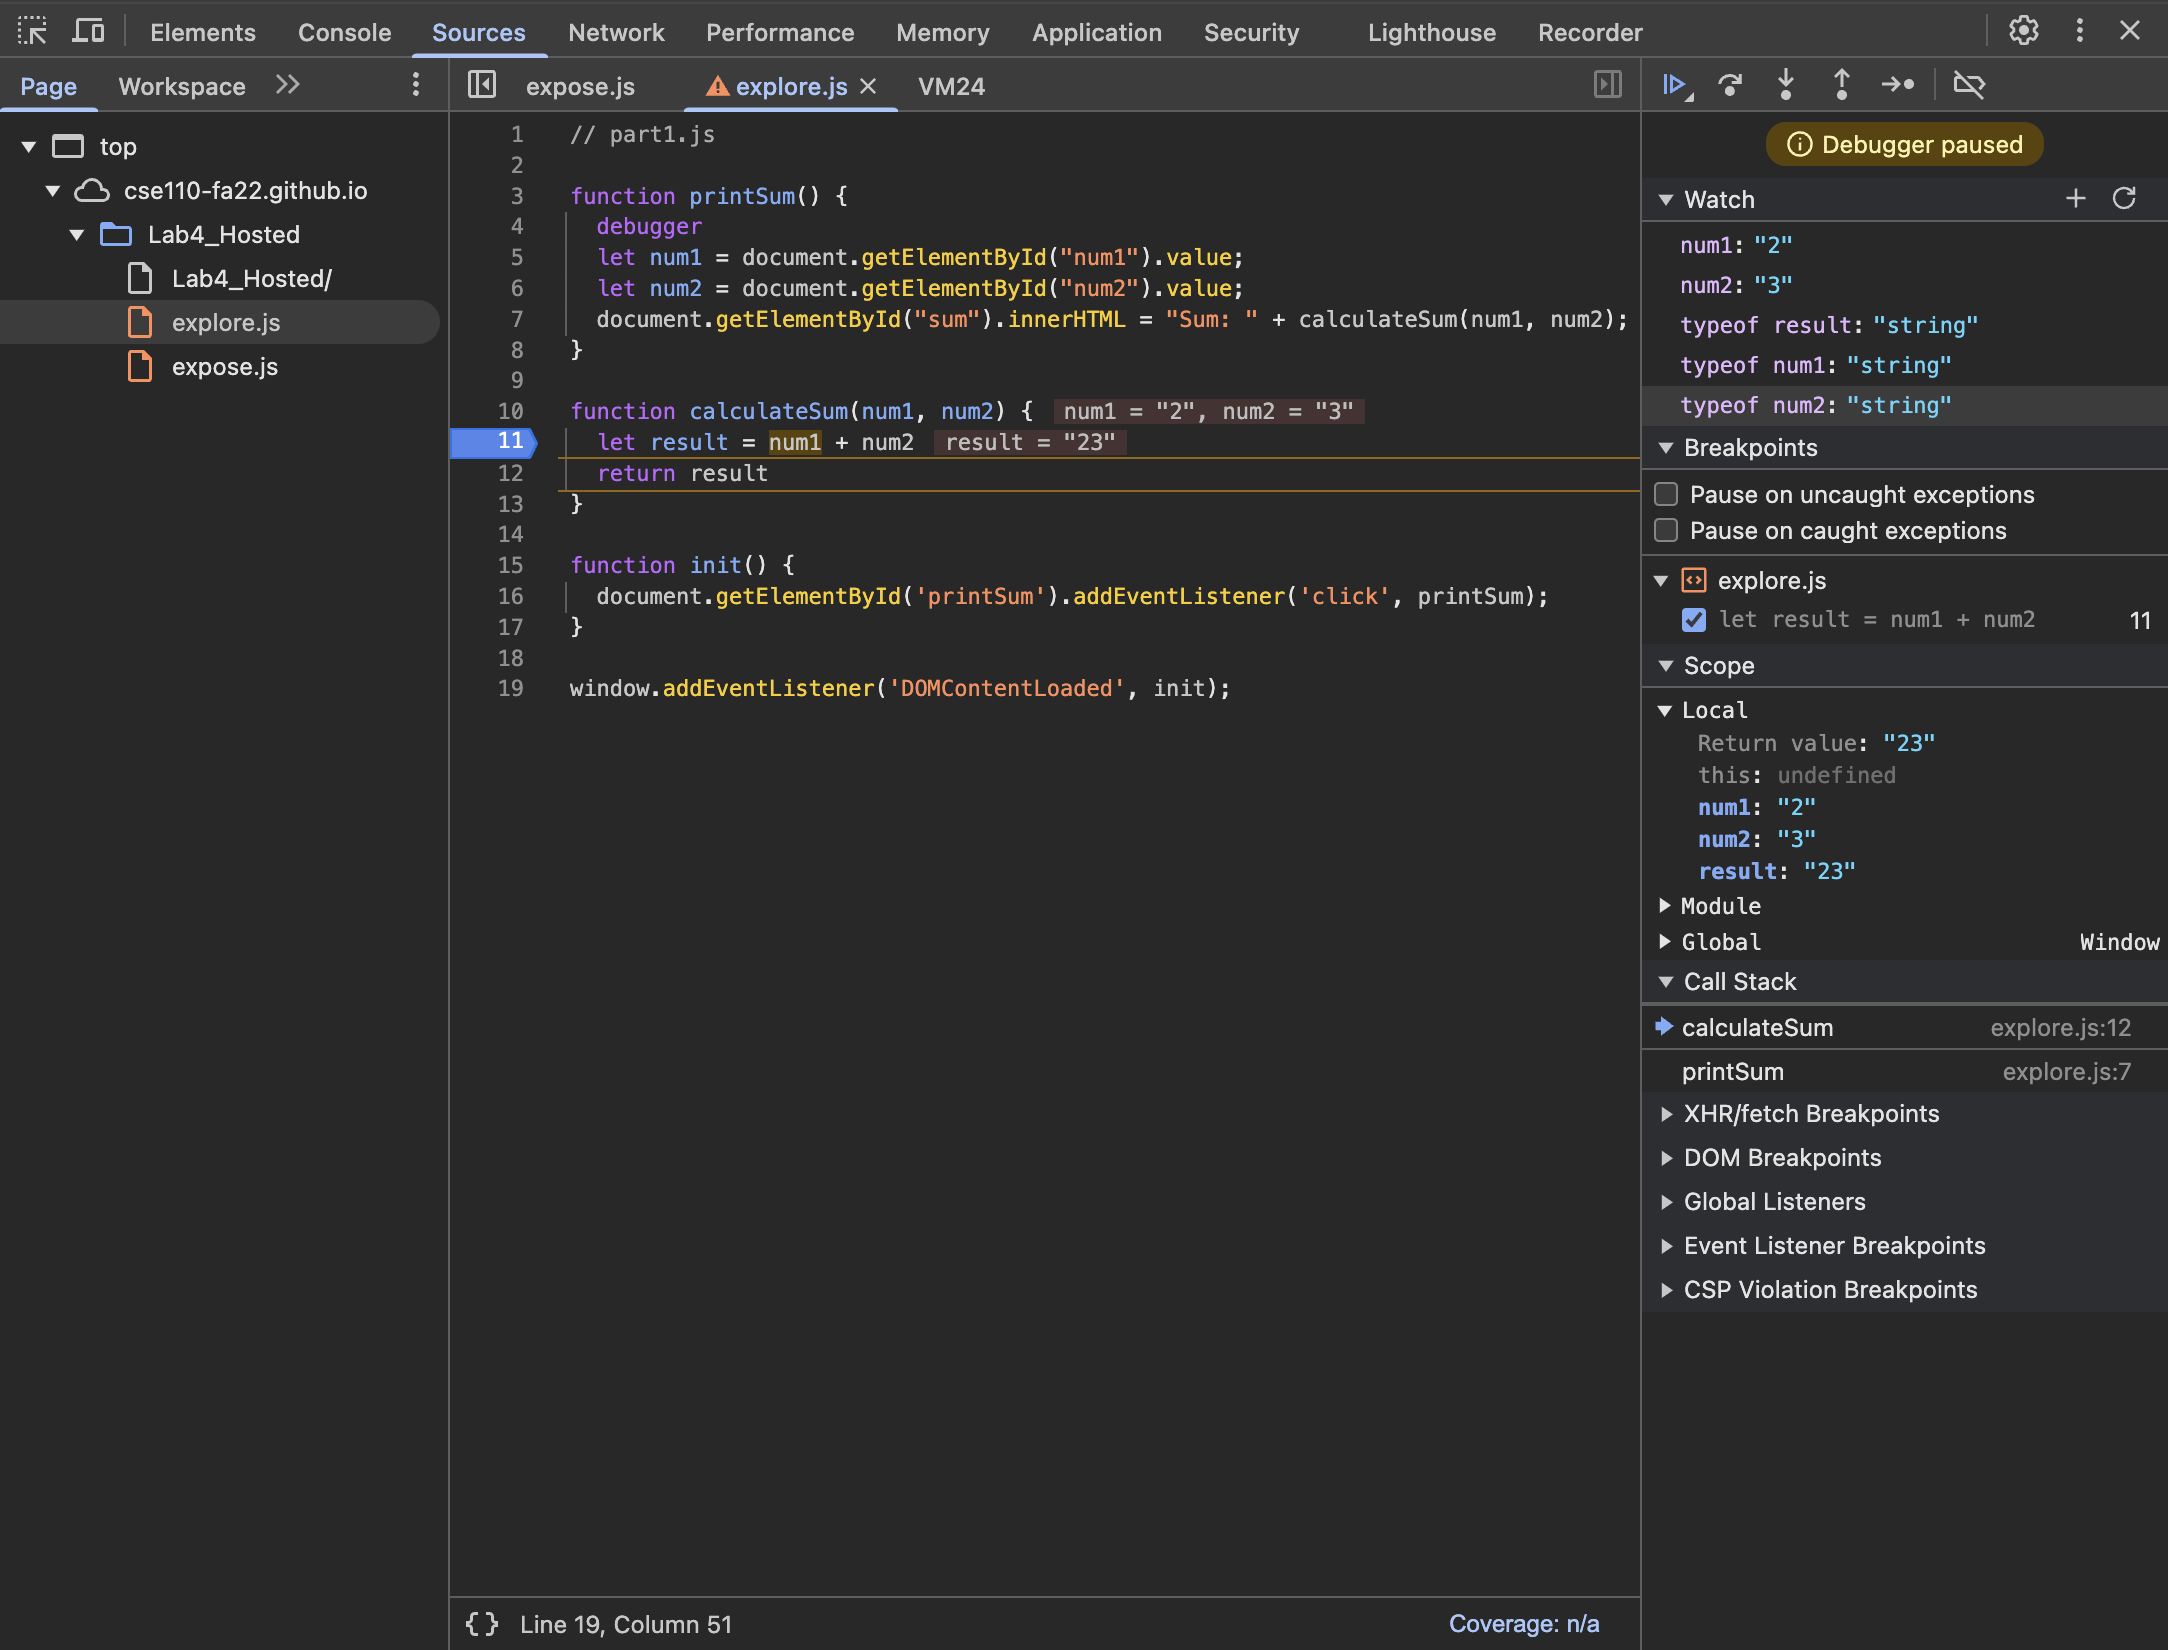 Elements Console Sources Network Performance Memory Application Security Lighthouse Recorder
Page Workspace
expose.js explore.js VM24
top
cse110-fa22.github.io
Lab4_Hosted
Lab4_Hosted/
explore.js
expose.js
1 // part1.js
2
3 function printSum() {
4 debugger
5 let num1 = document.getElementById("num1").value;
6 let num2 = document.getElementById("num2").value;
7 document.getElementById("sum").innerHTML = "Sum: " + calculateSum(num1, num2);
8 }
9
10 function calculateSum(num1, num2) { num1 = "2", num2 = "3"
11 let result = num1 + num2 result = "23"
12 return result
13 }
14
15 function init() {
16 document.getElementById('printSum').addEventListener('click', printSum);
17 }
18
19 window.addEventListener('DOMContentLoaded', init);
{} Line 19, Column 51
Coverage: n/a
Debugger paused
Watch
num1: "2"
num2: "3"
typeof result: "string"
typeof num1: "string"
typeof num2: "string"
Breakpoints
Pause on uncaught exceptions
Pause on caught exceptions
explore.js
let result = num1 + num2 11
Scope
Local
Return value: "23"
this: undefined
num1: "2"
num2: "3"
result: "23"
Module
Global Window
Call Stack
calculateSum explore.js:12
printSum explore.js:7
XHR/fetch Breakpoints
DOM Breakpoints
Global Listeners
Event Listener Breakpoints
CSP Violation Breakpoints